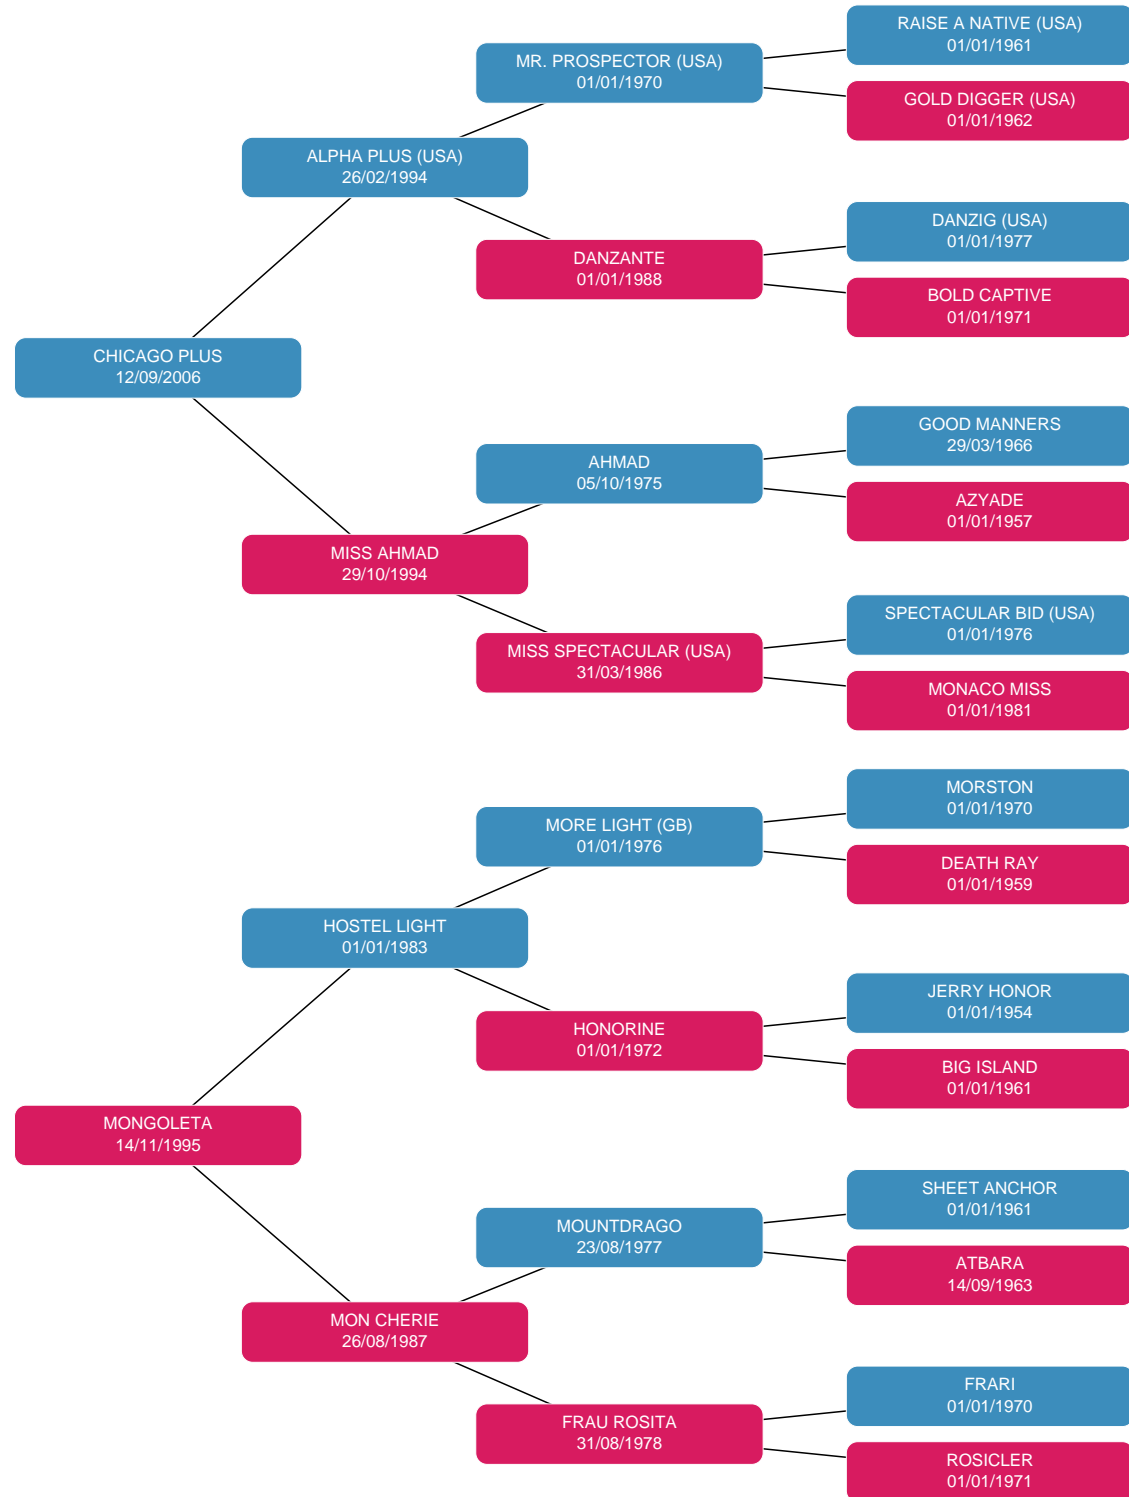 RAISE A NATIVE (USA)
01/01/1961
MR. PROSPECTOR (USA)
01/01/1970
GOLD DIGGER (USA)
01/01/1962
ALPHA PLUS (USA)
26/02/1994
DANZIG (USA)
01/01/1977
DANZANTE
01/01/1988
BOLD CAPTIVE
01/01/1971
CHICAGO PLUS
12/09/2006
GOOD MANNERS
29/03/1966
AHMAD
05/10/1975
AZYADE
01/01/1957
MISS AHMAD
29/10/1994
SPECTACULAR BID (USA)
01/01/1976
MISS SPECTACULAR (USA)
31/03/1986
MONACO MISS
01/01/1981
MORSTON
01/01/1970
MORE LIGHT (GB)
01/01/1976
DEATH RAY
01/01/1959
HOSTEL LIGHT
01/01/1983
JERRY HONOR
01/01/1954
HONORINE
01/01/1972
BIG ISLAND
01/01/1961
MONGOLETA
14/11/1995
SHEET ANCHOR
01/01/1961
MOUNTDRAGO
23/08/1977
ATBARA
14/09/1963
MON CHERIE
26/08/1987
FRARI
01/01/1970
FRAU ROSITA
31/08/1978
ROSICLER
01/01/1971